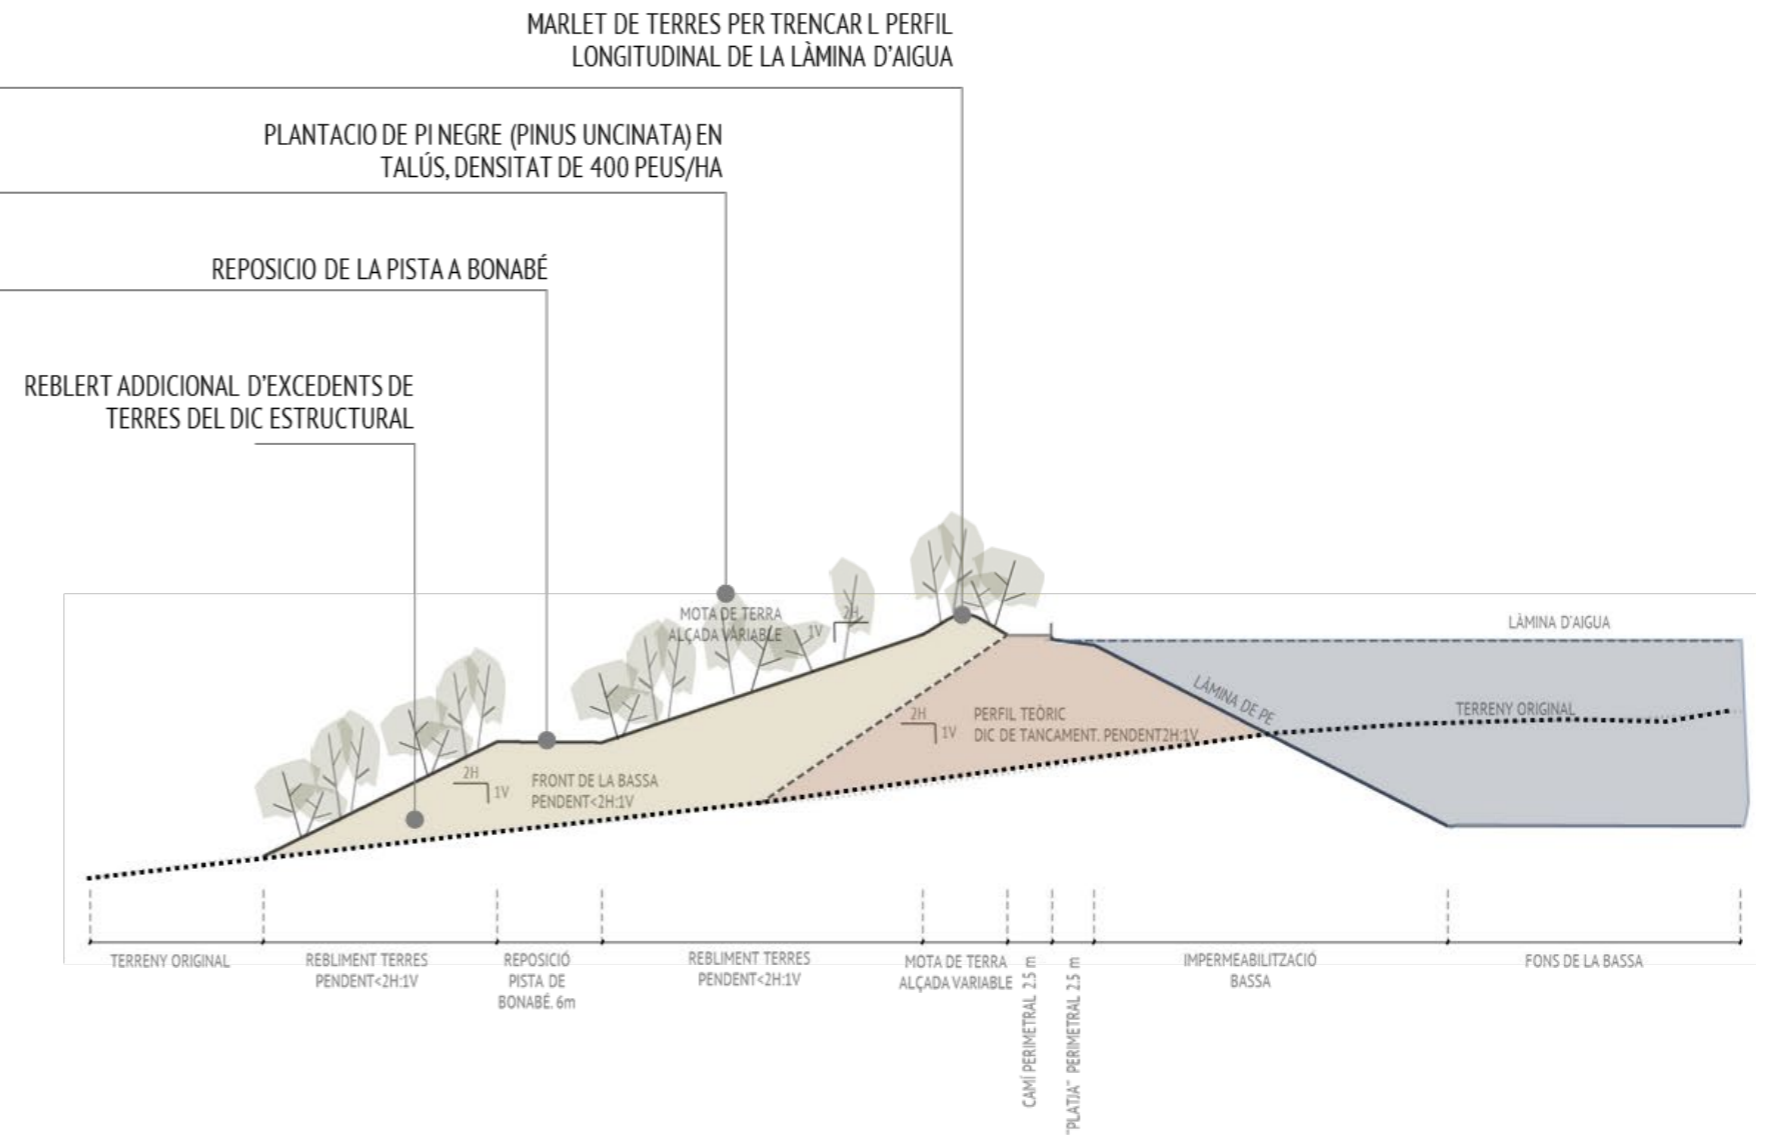 MARLET DE TERRES PER TRENCAR L PERFIL
LONGITUDINAL DE LA LÀMINA D'AIGUA
PLANTACIO DE PI NEGRE (PINUS UNCINATA) EN
TALÚS, DENSITAT DE 400 PEUS/HA
REPOSICIO DE LA PISTA A BONABÉ
REBLERT ADDICIONAL D'EXCEDENTS DE
TERRES DEL DIC ESTRUCTURAL
MOTA DE TERRA
ALÇADA VARIABLE
2H
1V
LÀMINA D'AIGUA
LÀMINA DE PE
TERRENY ORIGINAL
2H
1V
PERFIL TEÒRIC
DIC DE TANCAMENT. PENDENT2H:1V
2H
1V
FRONT DE LA BASSA
PENDENT<2H:1V
TERRENY ORIGINAL
REBLIMENT TERRES
PENDENT<2H:1V
REPOSICIÓ
PISTA DE
BONABÉ. 6m
REBLIMENT TERRES
PENDENT<2H:1V
MOTA DE TERRA
ALÇADA VARIABLE
CAMÍ PERIMETRAL 2.5 m
"PLATJA" PERIMETRAL 2.5 m
IMPERMEABILITZACIÓ
BASSA
FONS DE LA BASSA